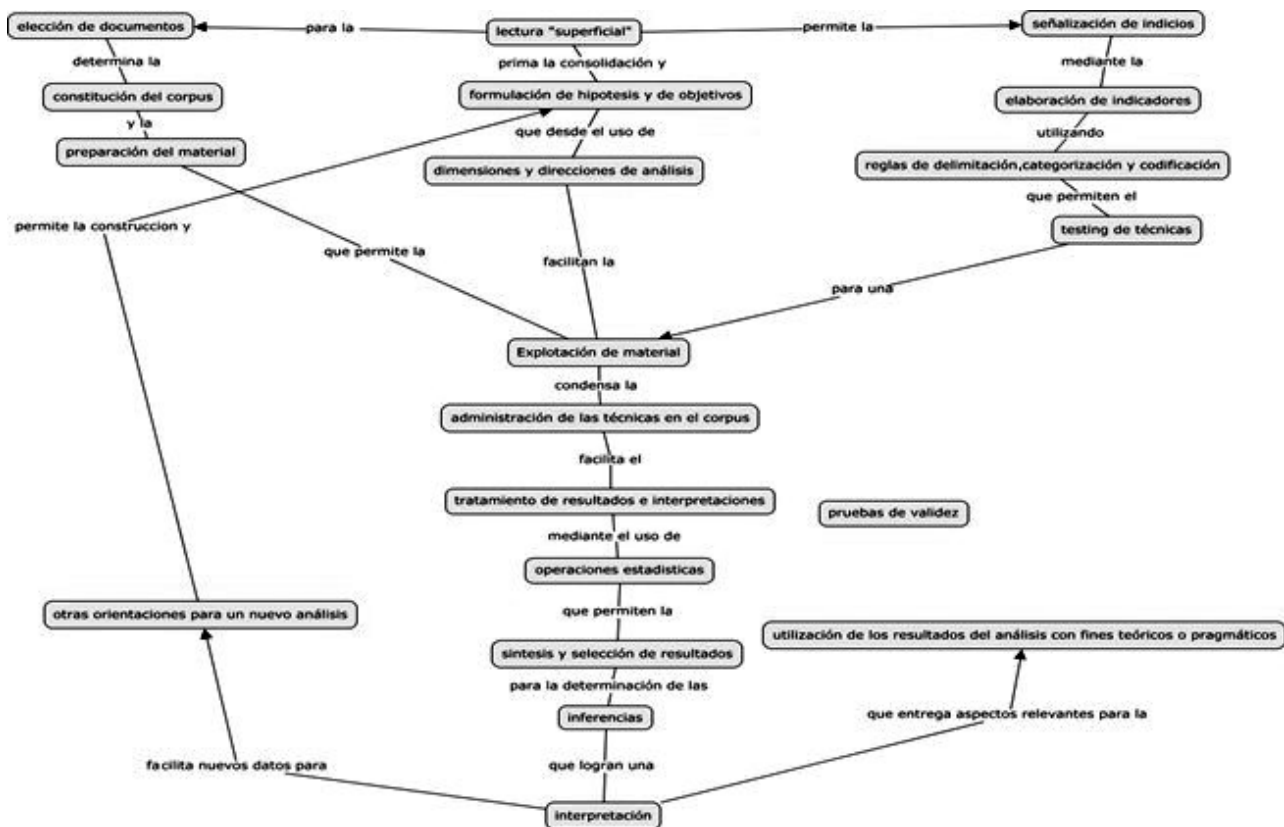 elección de documentos
para la
lectura "superficial"
permite la
señalización de indicios
determina la
prima la consolidación y
mediante la
constitución del corpus
formulación de hipotesis y de objetivos
elaboración de indicadores
y la
que desde el uso de
utilizando
preparación del material
dimensiones y direcciones de análisis
reglas de delimitación,categorización y codificación
que permiten el
permite la construccion y
testing de técnicas
que permite la
facilitan la
para una
Explotación de material
condensa la
administración de las técnicas en el corpus
facilita el
tratamiento de resultados e interpretaciones
pruebas de validez
mediante el uso de
operaciones estadisticas
otras orientaciones para un nuevo análisis
que permiten la
utilización de los resultados del análisis con fines teóricos o pragmáticos
sintesis y selección de resultados
para la determinación de las
inferencias
que entrega aspectos relevantes para la
facilita nuevos datos para
que logran una
interpretación